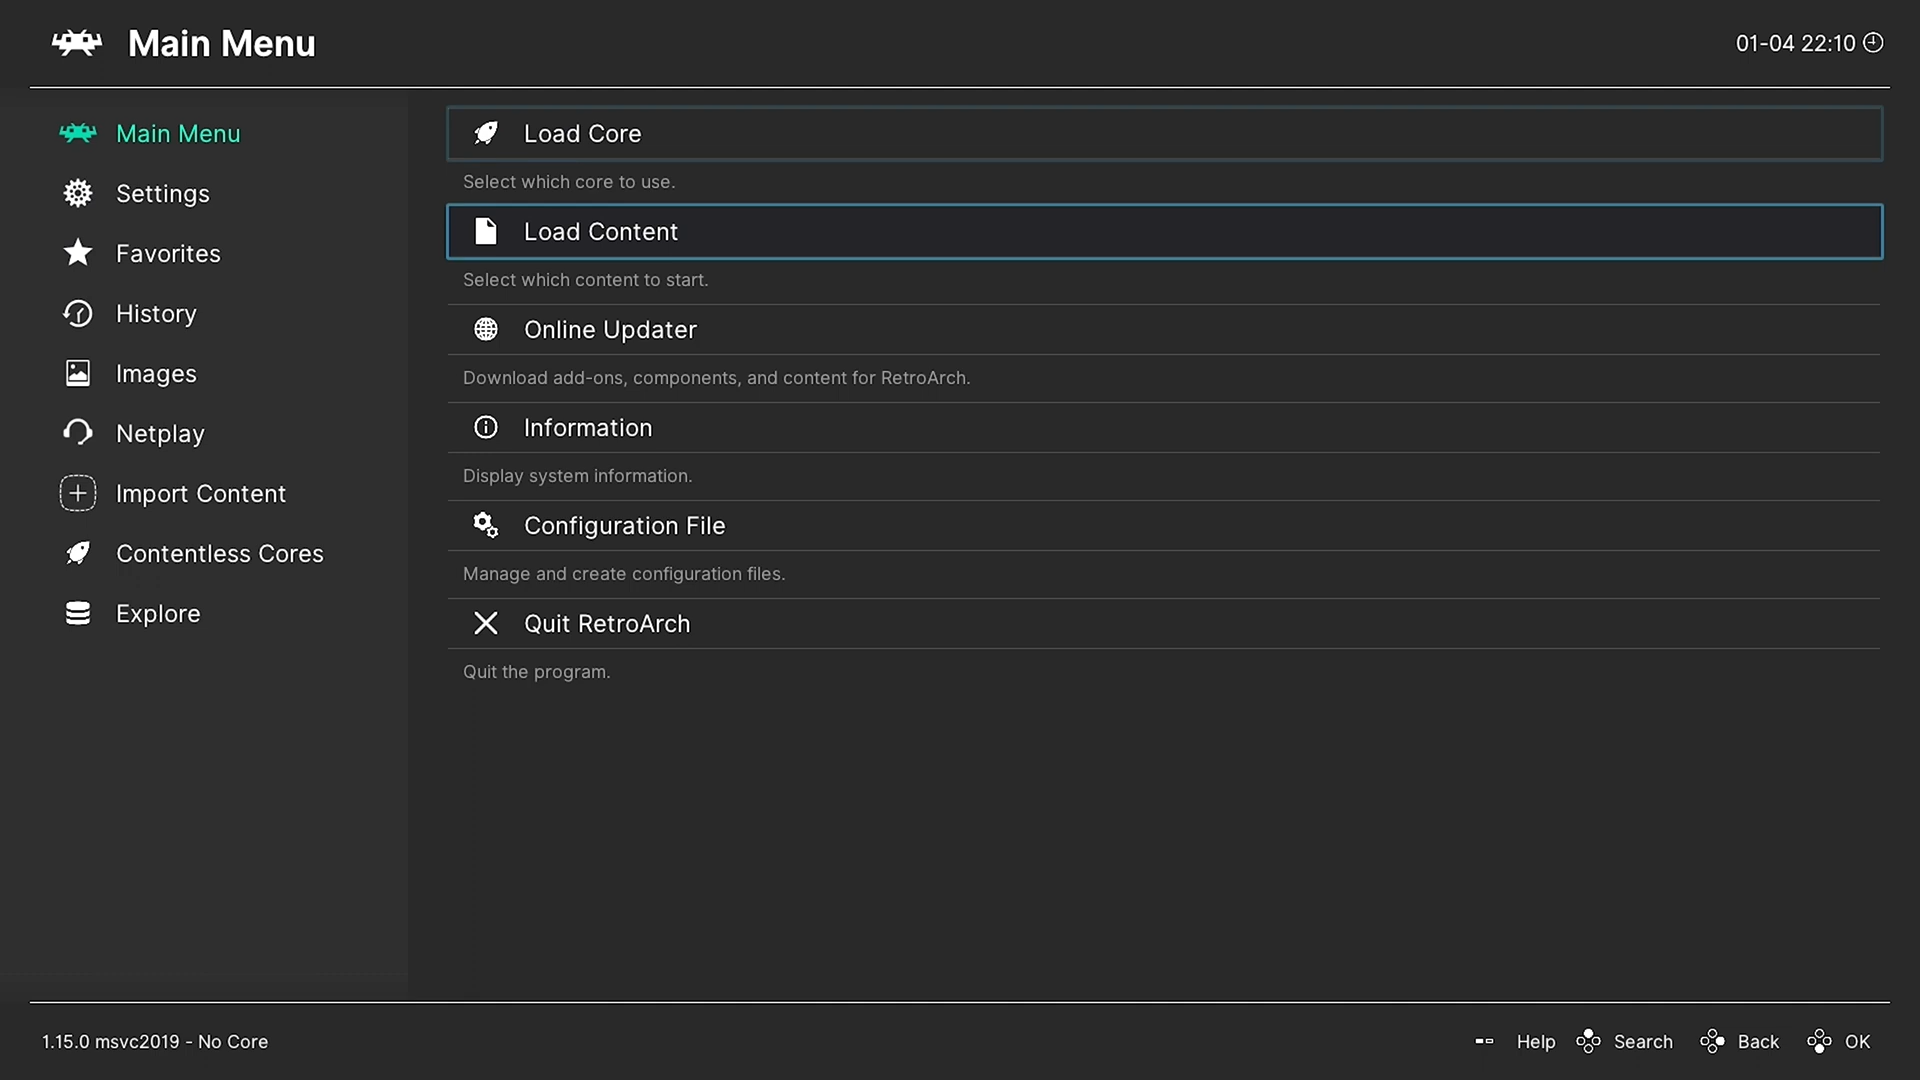 Main Menu
01-04 22:10
Main Menu
Settings
Favorites
History
Images
Netplay
Import Content
Contentless Cores
Explore
Load Core
Select which core to use.
Load Content
Select which content to start.
Online Updater
Download add-ons, components, and content for RetroArch.
Information
Display system information.
Configuration File
Manage and create configuration files.
Quit RetroArch
Quit the program.
1.15.0 msvc2019 - No Core
Help Search Back OK